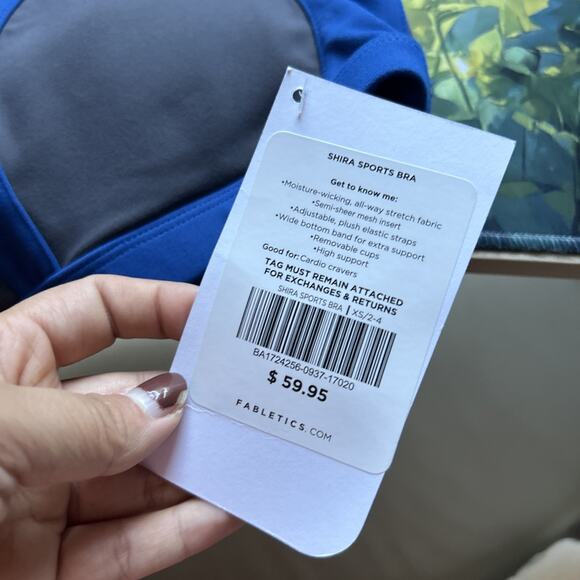 SHIRA SPORTS BRA
Get to know me:
•Moisture-wicking, all-way stretch fabric
•Semi-sheer mesh insert
•Adjustable, plush elastic straps
•Wide bottom band for extra support
•Removable cups
•High support
Good for: Cardio cravers
TAG MUST REMAIN ATTACHED
FOR EXCHANGES & RETURNS
SHIRA SPORTS BRA | XS/2-4
BA1724256-0937-17020
$ 59.95
FABLETICS.COM